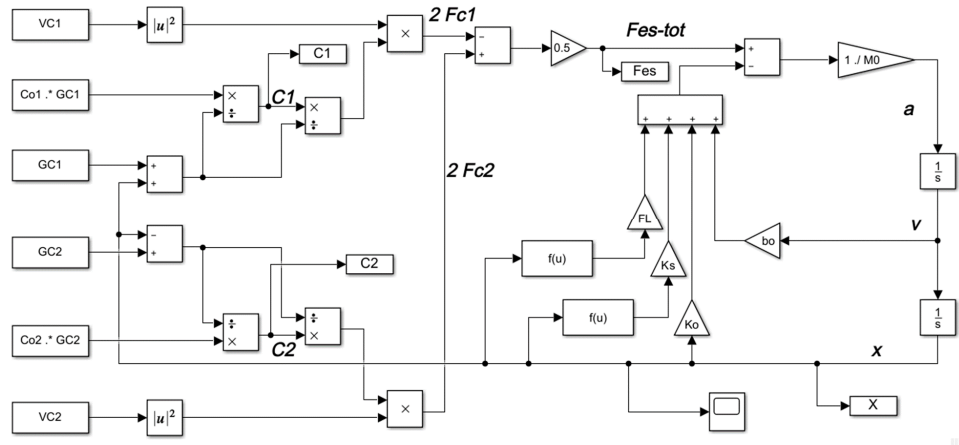 VC1
|u|²
×
2 Fc1
−
+
0.5
Fes-tot
+
−
1 ./ M0
C1
Fes
Co1 .* GC1
×
÷
C1
×
÷
+ + + +
a
GC1
+
+
2 Fc2
1
s
FL
v
−
+
bo
GC2
f(u)
Ks
C2
f(u)
Ko
1
s
÷
×
÷
×
Co2 .* GC2
C2
x
×
X
VC2
|u|²